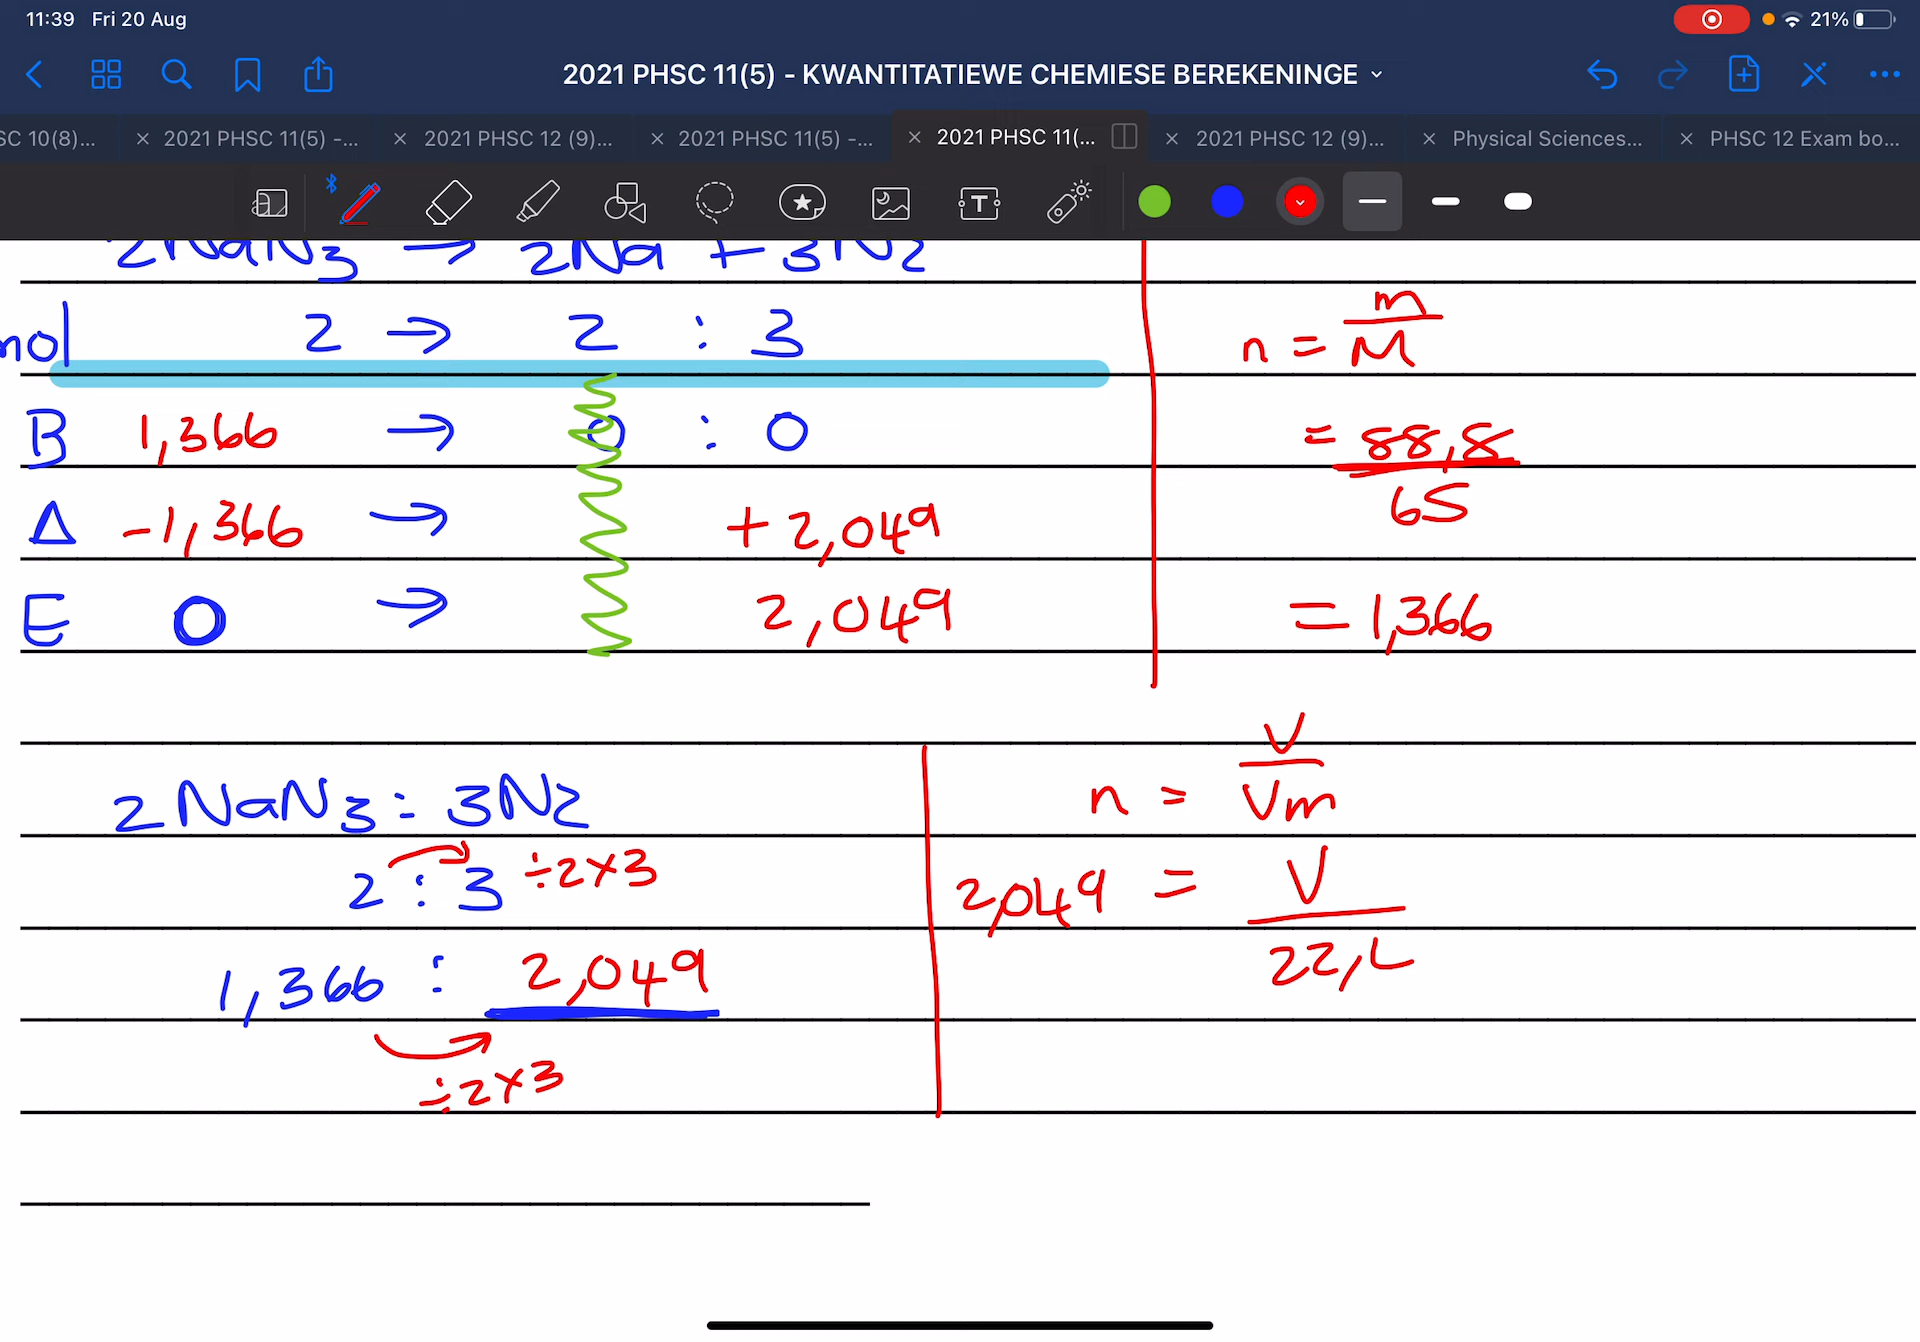 11:39 Fri 20 Aug 21%
2021 PHSC 11(5) - KWANTITATIEWE CHEMIESE BEREKENINGE
SC 10(8)... × 2021 PHSC 11(5) -... × 2021 PHSC 12 (9)... × 2021 PHSC 11(5) -... × 2021 PHSC 11(... × 2021 PHSC 12 (9)... × Physical Sciences... × PHSC 12 Exam bo...
2NaN3 → 2Na + 3N2
mol 2 → 2 : 3
B 1,366 → 0 : 0
Δ -1,366 → +2,049
E 0 → 2,049
n = m/M
= 88,8/65
= 1,366
2NaN3 : 3N2
2 : 3 ÷2×3
1,366 : 2,049
÷2×3
n = V/Vm
2,049 = V/22,L